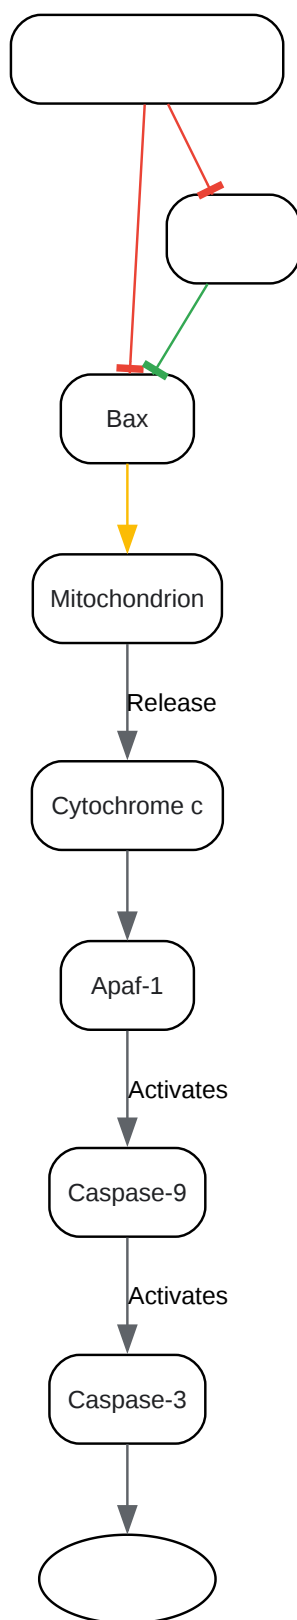 Bax
Mitochondrion
Release
Cytochrome c
Apaf-1
Activates
Caspase-9
Activates
Caspase-3